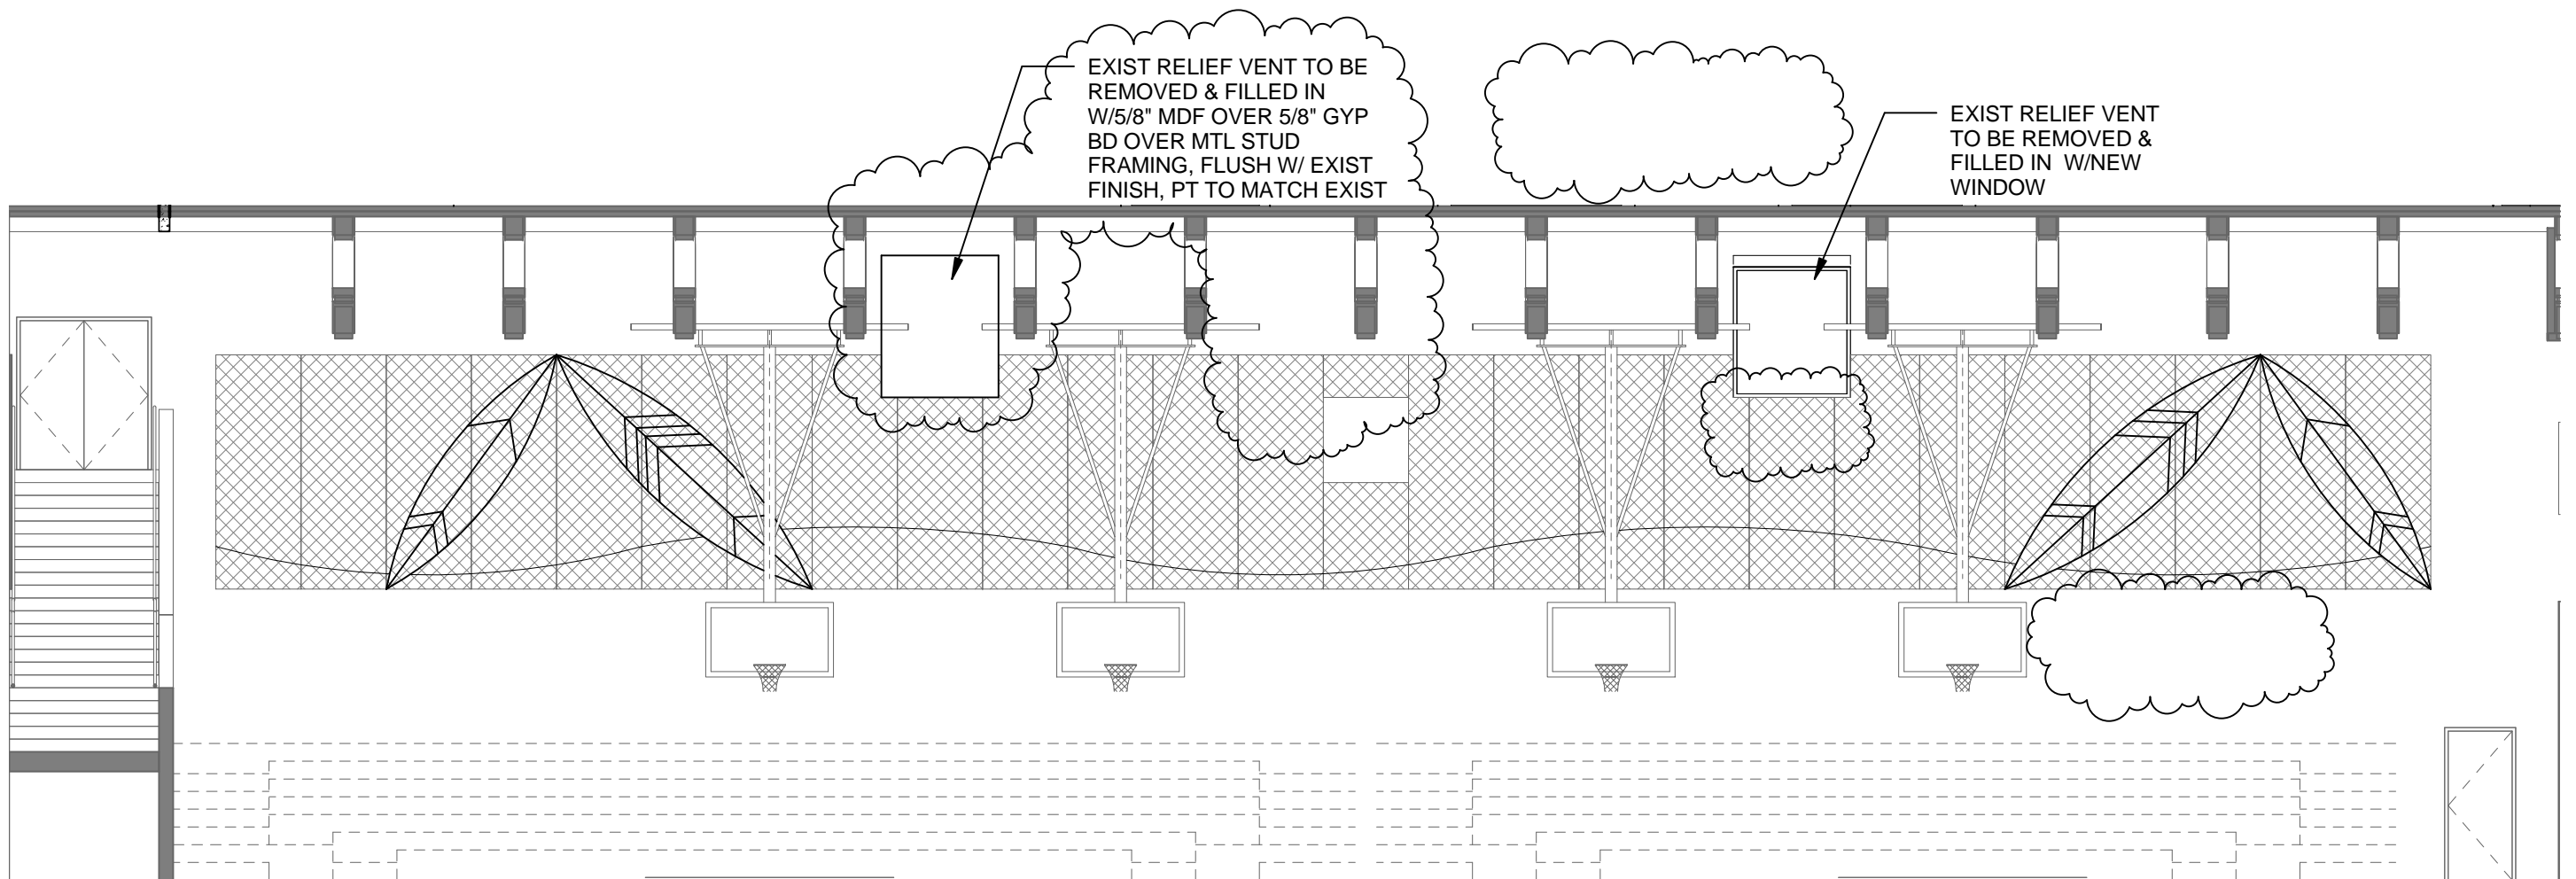 EXIST RELIEF VENT TO BE
REMOVED & FILLED IN
W/5/8" MDF OVER 5/8" GYP
BD OVER MTL STUD
FRAMING, FLUSH W/ EXIST
FINISH, PT TO MATCH EXIST
EXIST RELIEF VENT
TO BE REMOVED &
FILLED IN W/NEW
WINDOW